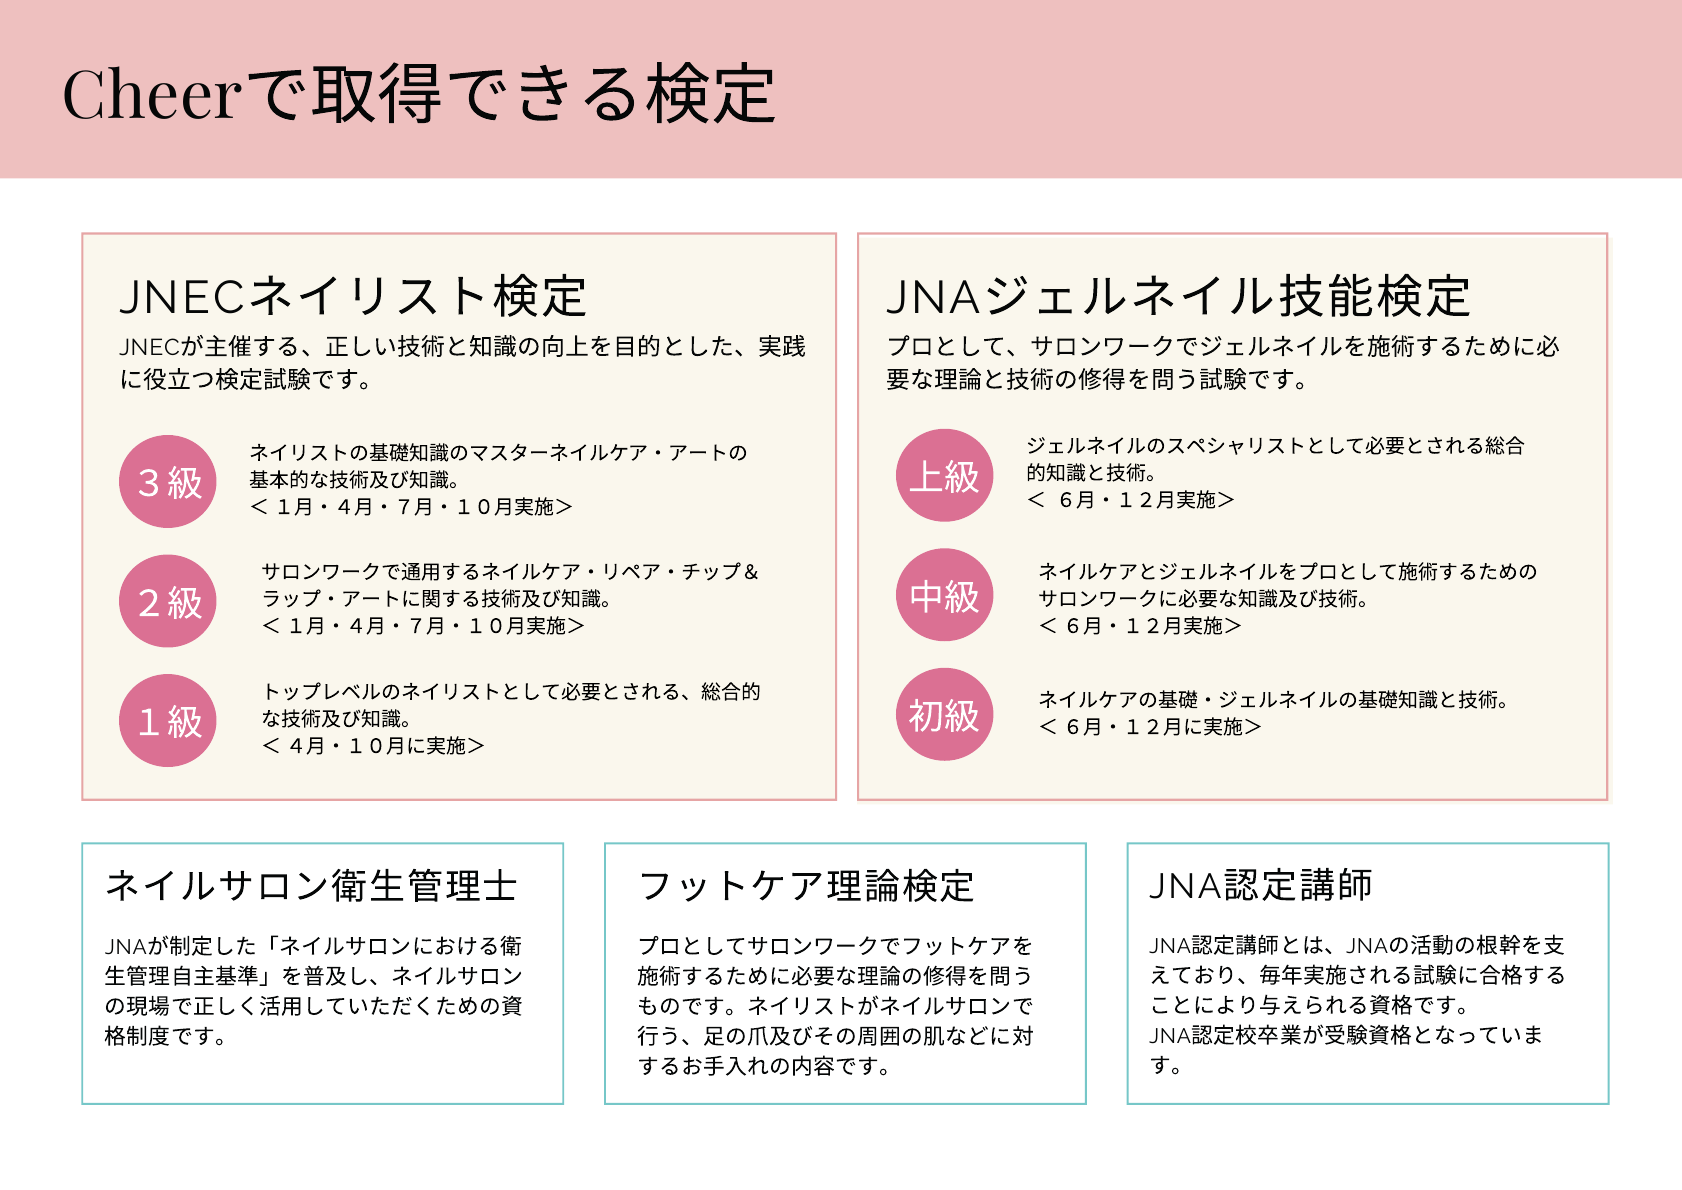 Cheerで取得できる検定
JNECネイリスト検定
JNECが主催する、正しい技術と知識の向上を目的とした、実践
に役立つ検定試験です。
３級
ネイリストの基礎知識のマスターネイルケア・アートの
基本的な技術及び知識。
＜１月・４月・７月・１０月実施＞
２級
サロンワークで通用するネイルケア・リペア・チップ＆
ラップ・アートに関する技術及び知識。
＜１月・４月・７月・１０月実施＞
１級
トップレベルのネイリストとして必要とされる、総合的
な技術及び知識。
＜４月・１０月に実施＞
JNAジェルネイル技能検定
プロとして、サロンワークでジェルネイルを施術するために必
要な理論と技術の修得を問う試験です。
上級
ジェルネイルのスペシャリストとして必要とされる総合
的知識と技術。
＜ ６月・１２月実施＞
中級
ネイルケアとジェルネイルをプロとして施術するための
サロンワークに必要な知識及び技術。
＜６月・１２月実施＞
初級
ネイルケアの基礎・ジェルネイルの基礎知識と技術。
＜６月・１２月に実施＞
ネイルサロン衛生管理士
JNAが制定した「ネイルサロンにおける衛
生管理自主基準」を普及し、ネイルサロン
の現場で正しく活用していただくための資
格制度です。
フットケア理論検定
プロとしてサロンワークでフットケアを
施術するために必要な理論の修得を問う
ものです。ネイリストがネイルサロンで
行う、足の爪及びその周囲の肌などに対
するお手入れの内容です。
JNA認定講師
JNA認定講師とは、JNAの活動の根幹を支
えており、毎年実施される試験に合格する
ことにより与えられる資格です。
JNA認定校卒業が受験資格となっていま
す。